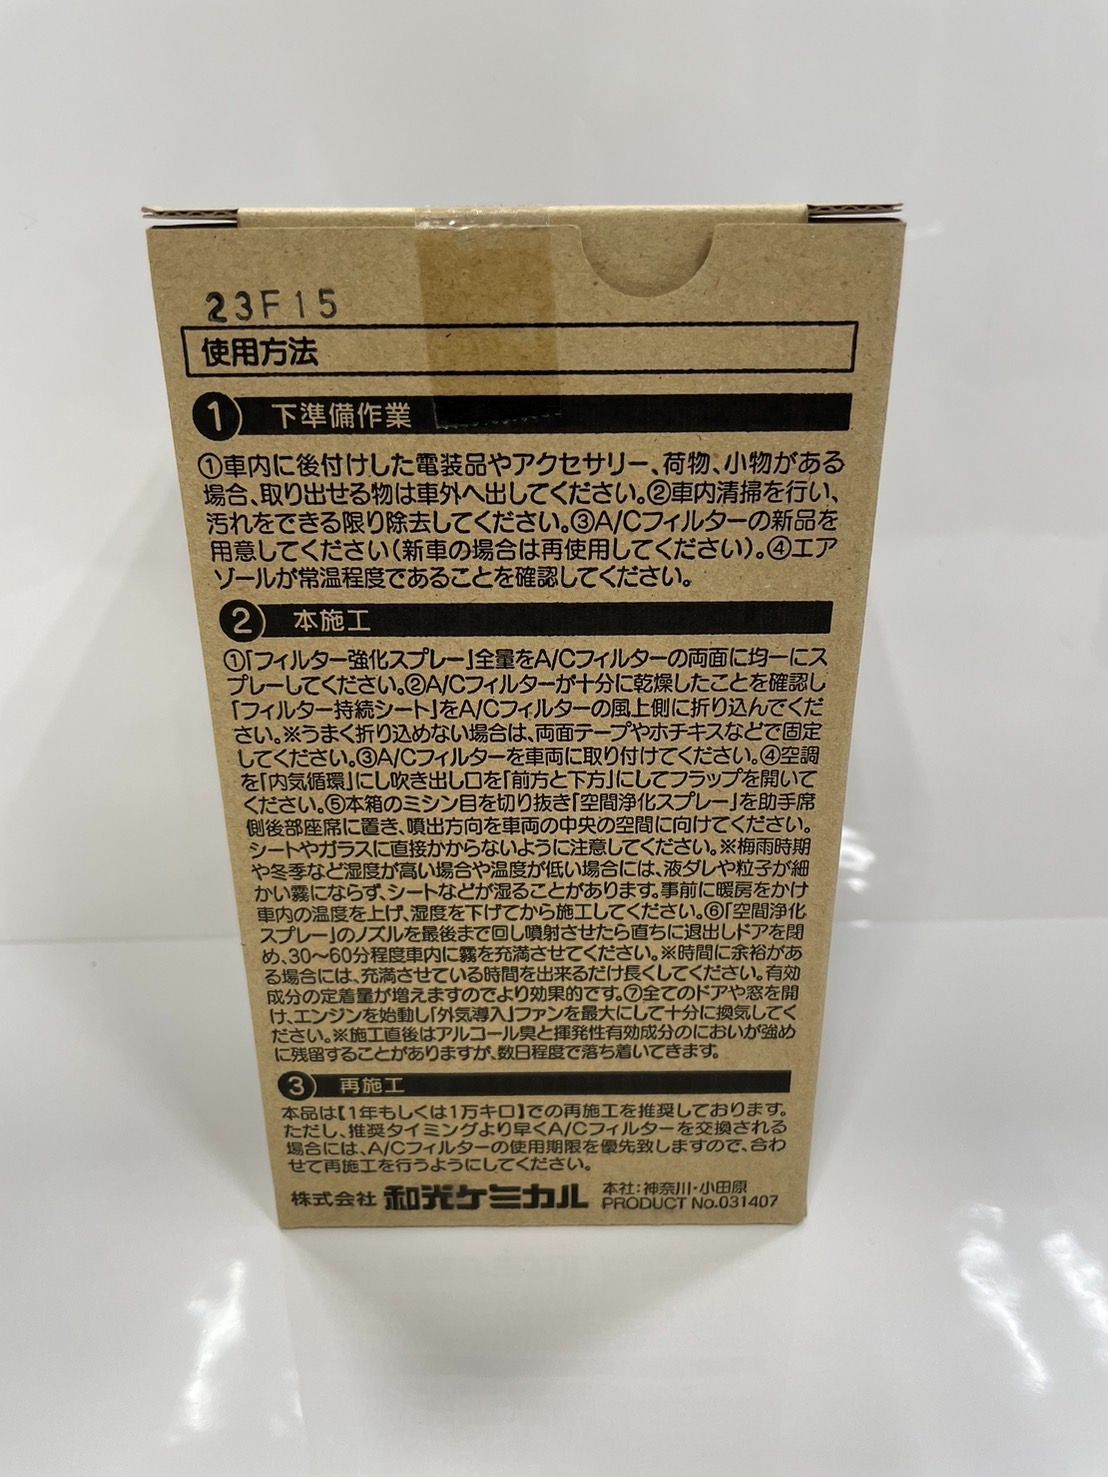 23F15
使用方法
1 下準備作業
①車内に後付けした電装品やアクセサリー、荷物、小物がある
場合、取り出せる物は車外へ出してください。②車内清掃を行い、
汚れをできる限り除去してください。③A/Cフィルターの新品を
用意してください(新車の場合は再使用してください)。④エア
ゾールが常温程度であることを確認してください。
2 本施工
①「フィルター強化スプレー」全量をA/Cフィルターの両面に均一にス
プレーしてください。②A/Cフィルターが十分に乾燥したことを確認し
「フィルター持続シート」をA/Cフィルターの風上側に折り込んでくだ
さい。※うまく折り込めない場合は、両面テープやホチキスなどで固定
してください。③A/Cフィルターを車両に取り付けてください。④空調
を「内気循環」にし吹き出し口を「前方と下方」にしてフラップを開いて
ください。⑤本箱のミシン目を切り抜き「空間浄化スプレー」を助手席
側後部座席に置き、噴出方向を車両の中央の空間に向けてください。
シートやガラスに直接かからないように注意してください。※梅雨時期
や冬季など湿度が高い場合や温度が低い場合には、液ダレや粒子が細
かい霧にならず、シートなどが湿ることがあります。事前に暖房をかけ
車内の温度を上げ、湿度を下げてから施工してください。⑥「空間浄化
スプレー」のノズルを最後まで回し噴射させたら直ちに退出しドアを閉
め、30〜60分程度車内に霧を充満させてください。※時間に余裕があ
る場合には、充満させている時間を出来るだけ長くしてください。有効
成分の定着量が増えますのでより効果的です。⑦全てのドアや窓を開
け、エンジンを始動し「外気導入」ファンを最大にして十分に換気してく
ださい。※施工直後はアルコール臭と揮発性有効成分のにおいが強め
に残留することがありますが、数日程度で落ち着いてきます。
3 再施工
本品は【1年もしくは1万キロ】での再施工を推奨しております。
ただし、推奨タイミングより早くA/Cフィルターを交換される
場合には、A/Cフィルターの使用期限を優先致しますので、合わ
せて再施工を行うようにしてください。
株式会社 和光ケミカル 本社:神奈川・小田原
PRODUCT No.031407